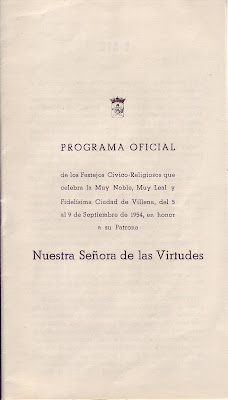 PROGRAMA OFICIAL
de los Festejos Cívico-Religiosos que
celebra la Muy Noble, Muy Leal y
Fidelísima Ciudad de Villena, del 5
al 9 de Septiembre de 1954, en honor
a su Patrona
Nuestra Señora de las Virtudes